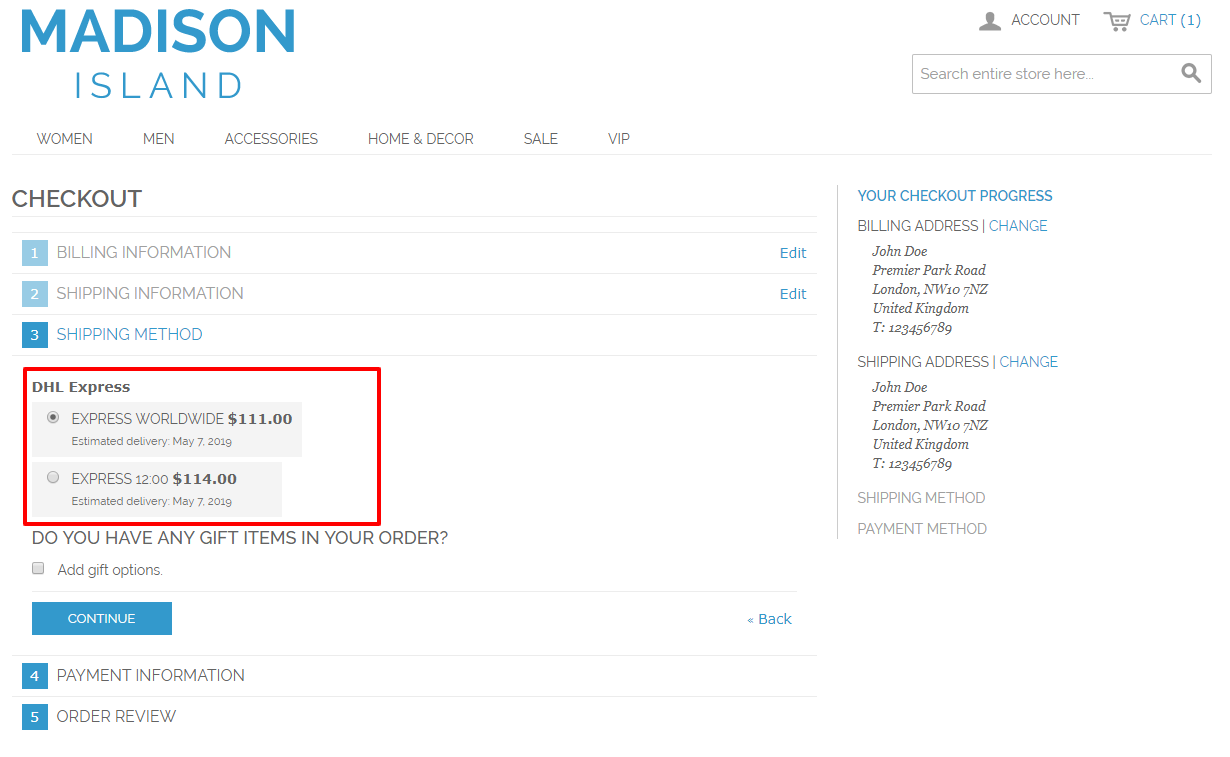 MADISON
ISLAND
ACCOUNT
CART (1)
Search entire store here...
WOMEN
MEN
ACCESSORIES
HOME & DECOR
SALE
VIP
CHECKOUT
1 BILLING INFORMATION Edit
2 SHIPPING INFORMATION Edit
3 SHIPPING METHOD
DHL Express
EXPRESS WORLDWIDE $111.00
Estimated delivery: May 7, 2019
EXPRESS 12:00 $114.00
Estimated delivery: May 7, 2019
DO YOU HAVE ANY GIFT ITEMS IN YOUR ORDER?
Add gift options.
CONTINUE
« Back
4 PAYMENT INFORMATION
5 ORDER REVIEW
YOUR CHECKOUT PROGRESS
BILLING ADDRESS | CHANGE
John Doe
Premier Park Road
London, NW10 7NZ
United Kingdom
T: 123456789
SHIPPING ADDRESS | CHANGE
John Doe
Premier Park Road
London, NW10 7NZ
United Kingdom
T: 123456789
SHIPPING METHOD
PAYMENT METHOD